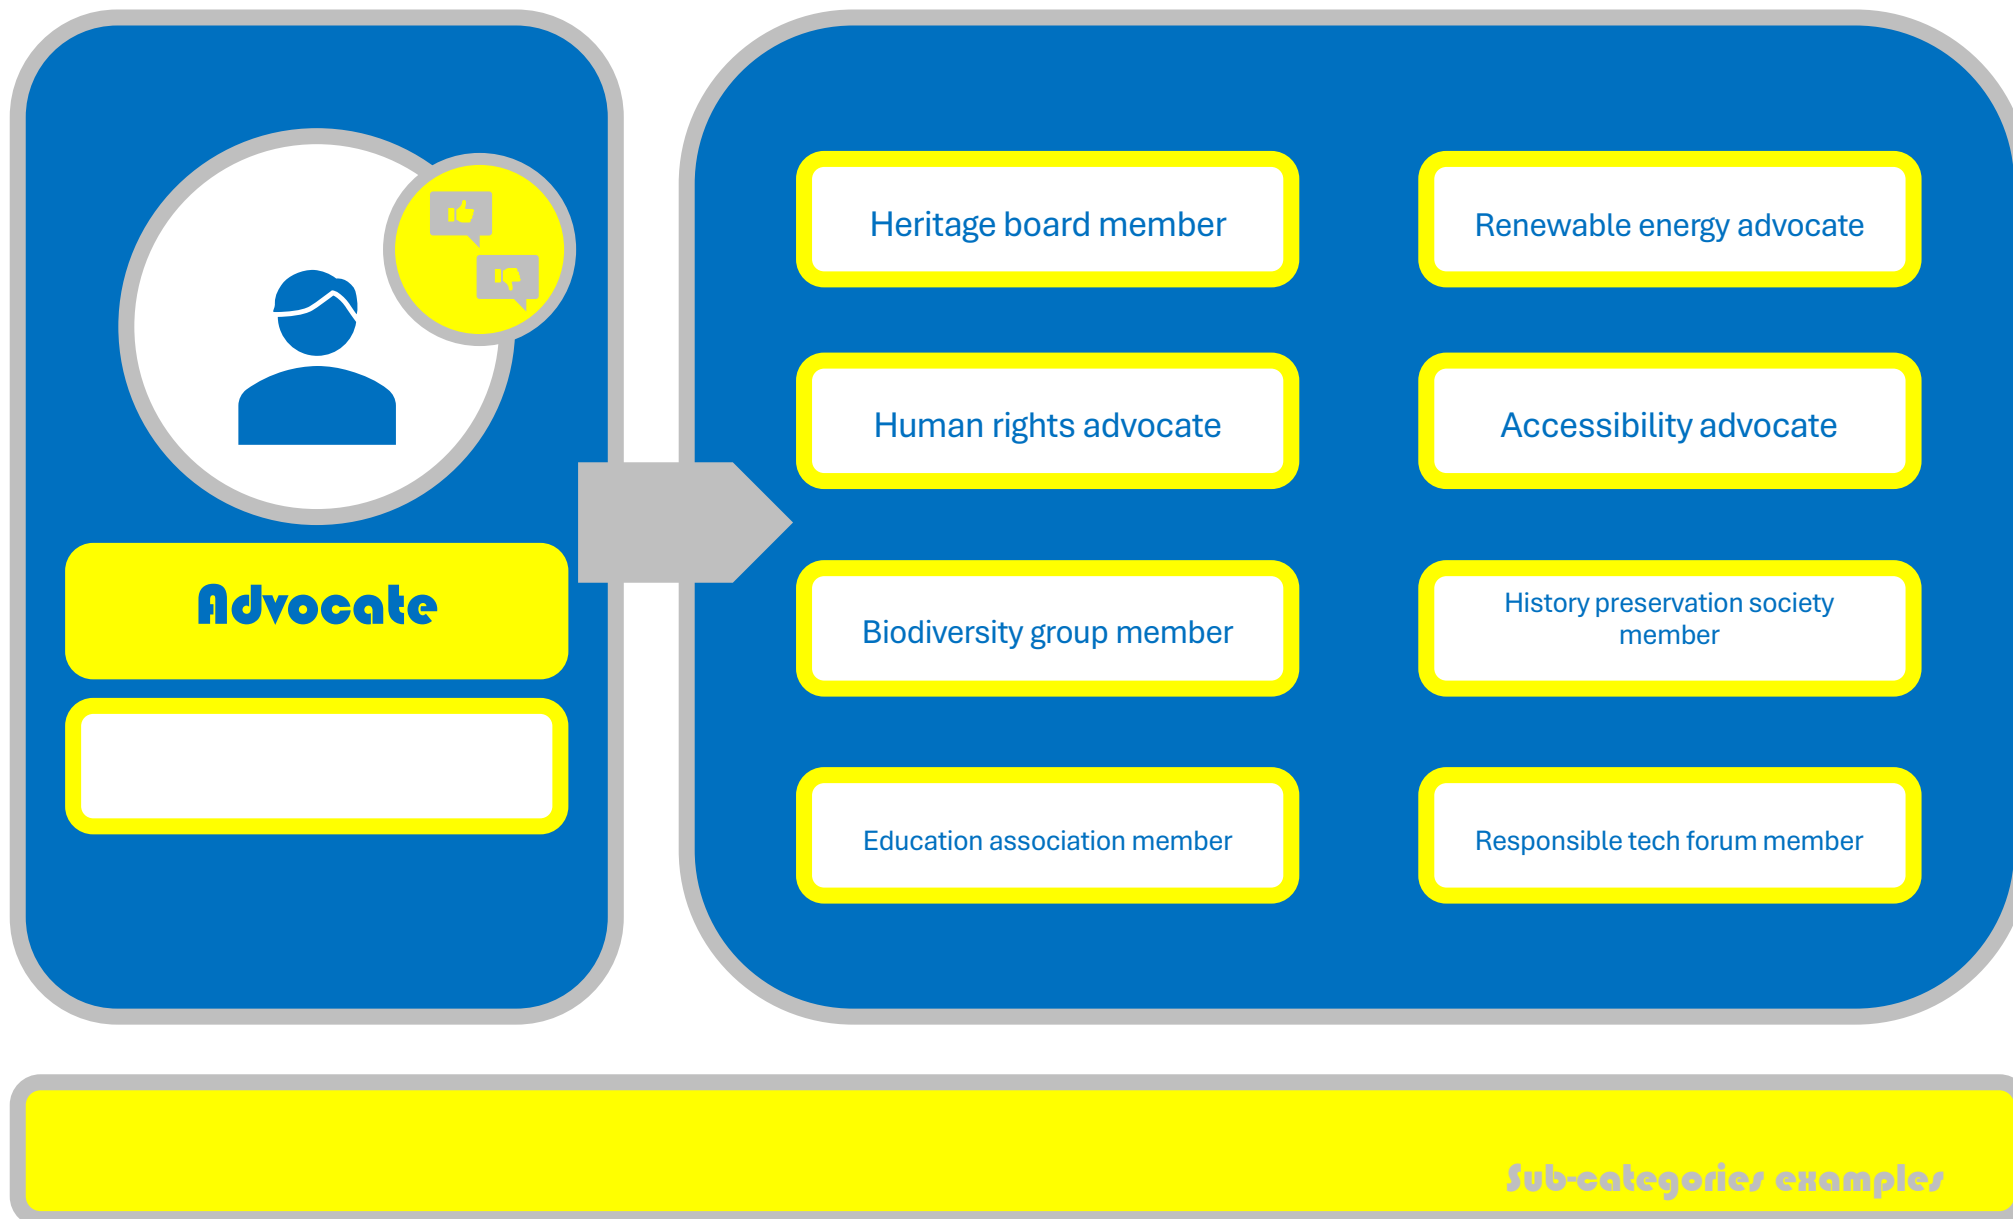 Advocate
Heritage board member
Renewable energy advocate
Human rights advocate
Accessibility advocate
Biodiversity group member
History preservation society
member
Education association member
Responsible tech forum member
Sub-categories examples